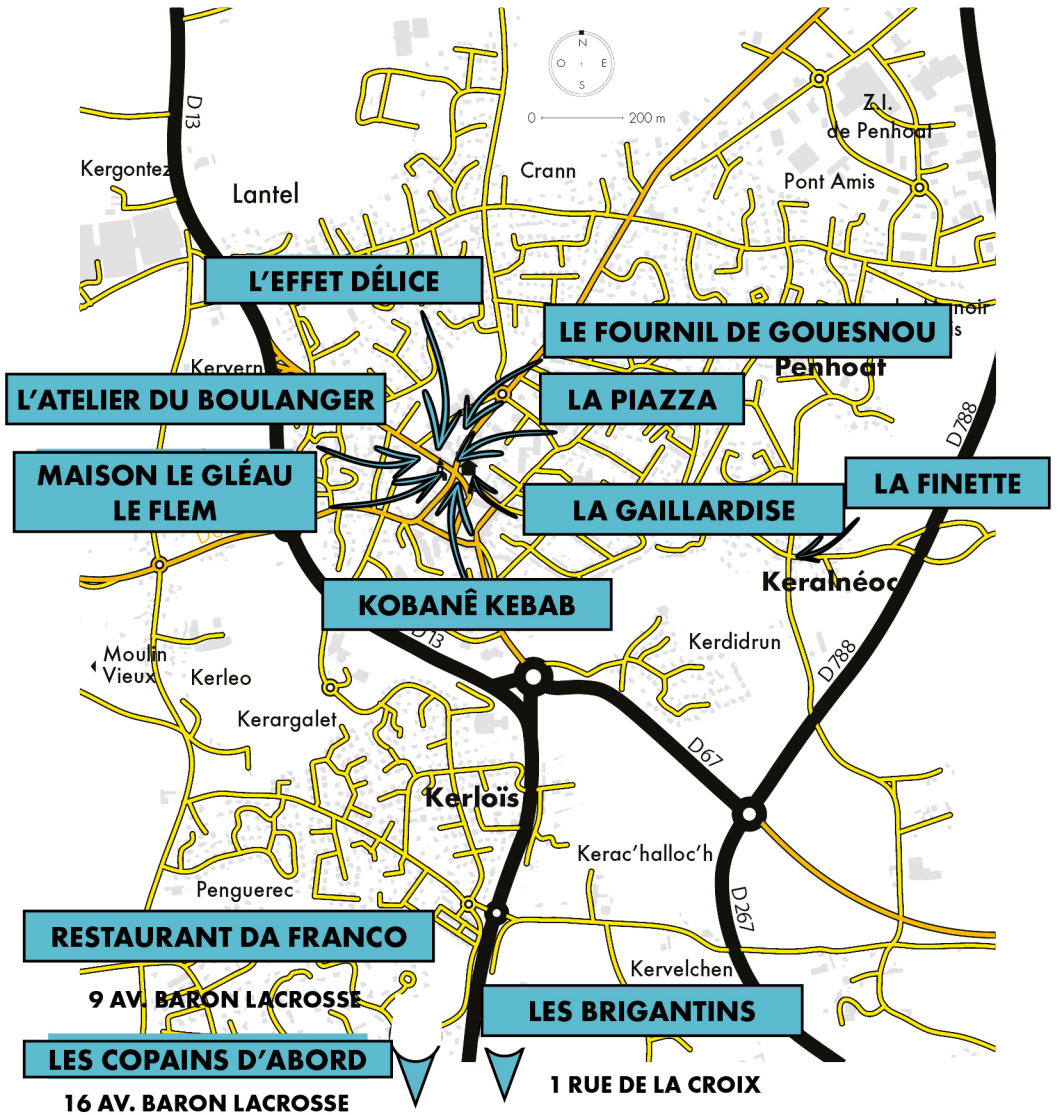 N
O
E
S
0
200 m
D13
Z.I.
de Penhoat
Kergontez
Lantel
Crann
Pont Amis
L'EFFET DÉLICE
LE FOURNIL DE GOUESNOU
Kervern
Penhoat
L'ATELIER DU BOULANGER
LA PIAZZA
D788
MAISON LE GLÉAU
LE FLEM
LA FINETTE
LA GAILLARDISE
Keralnéoc
KOBANÊ KEBAB
D13
Kerdidrun
Moulin
Vieux
Kerleo
D788
Kerargalet
D67
Kerloïs
Kerac'halloc'h
Penguerec
D267
RESTAURANT DA FRANCO
Kervelchen
9 AV. BARON LACROSSE
LES BRIGANTINS
LES COPAINS D'ABORD
1 RUE DE LA CROIX
16 AV. BARON LACROSSE